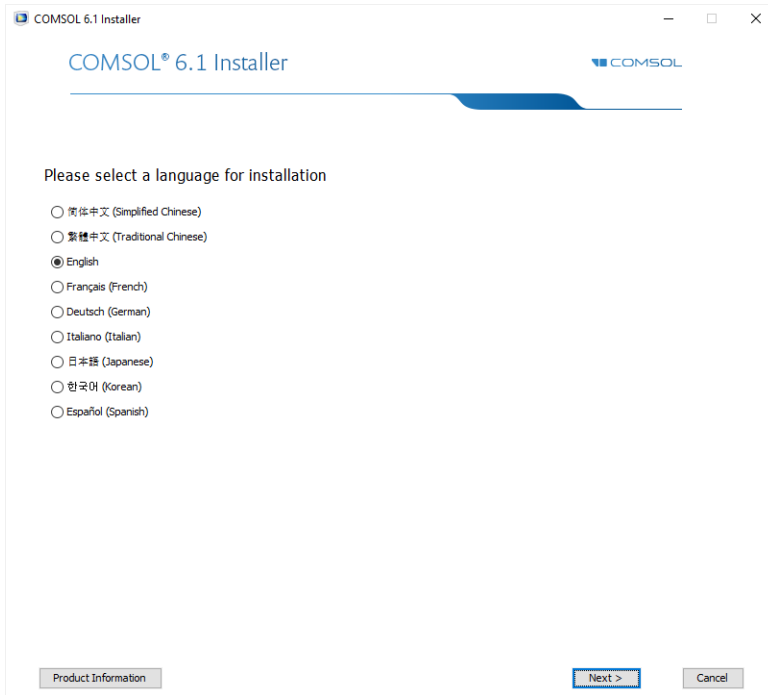 COMSOL 6.1 Installer
COMSOL® 6.1 Installer
COMSOL
Please select a language for installation
简体中文 (Simplified Chinese)
繁體中文 (Traditional Chinese)
English
Français (French)
Deutsch (German)
Italiano (Italian)
日本語 (Japanese)
한국어 (Korean)
Español (Spanish)
Product Information
Next >
Cancel